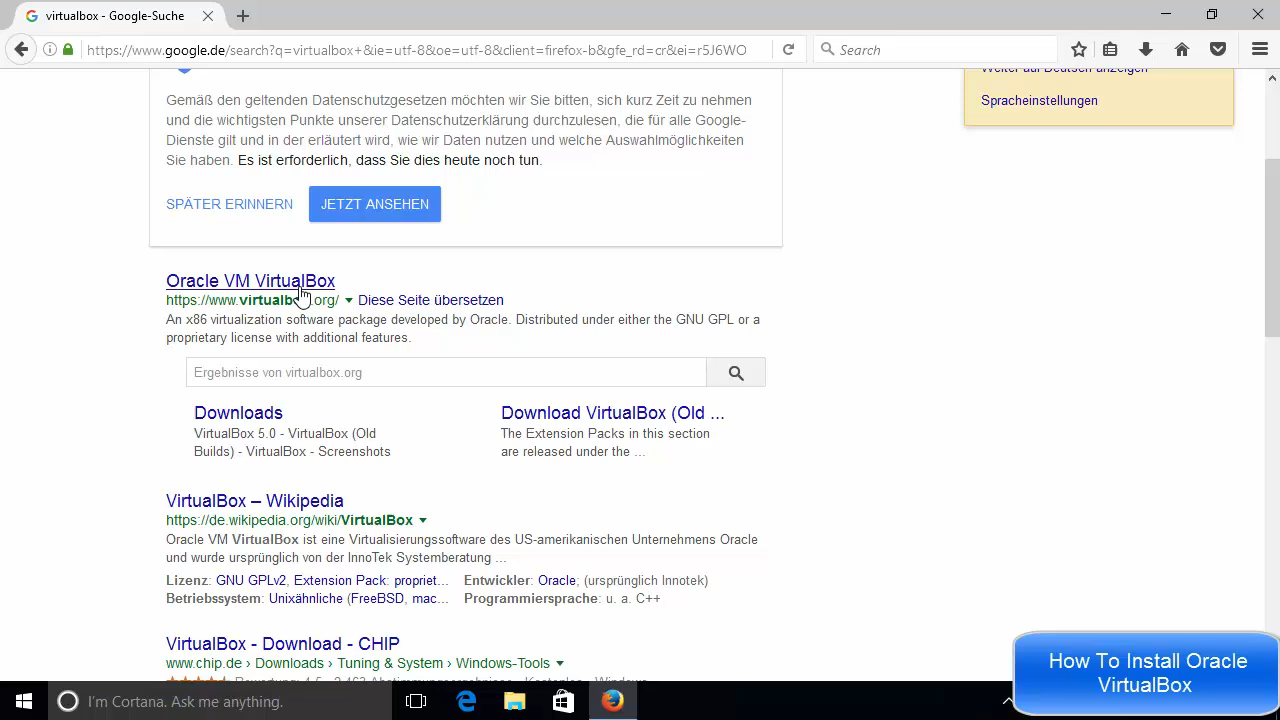 virtualbox - Google-Suche
https://www.google.de/search?q=virtualbox+&ie=utf-8&oe=utf-8&client=firefox-b&gfe_rd=cr&ei=r5J6WO
Search
Weiter auf Deutsch anzeigen
Spracheinstellungen
Gemäß den geltenden Datenschutzgesetzen möchten wir Sie bitten, sich kurz Zeit zu nehmen
und die wichtigsten Punkte unserer Datenschutzerklärung durchzulesen, die für alle Google-
Dienste gilt und in der erläutert wird, wie wir Daten nutzen und welche Auswahlmöglichkeiten
Sie haben. Es ist erforderlich, dass Sie dies heute noch tun.
SPÄTER ERINNERN JETZT ANSEHEN
Oracle VM VirtualBox
https://www.virtualbox.org/ Diese Seite übersetzen
An x86 virtualization software package developed by Oracle. Distributed under either the GNU GPL or a
proprietary license with additional features.
Ergebnisse von virtualbox.org
Downloads
VirtualBox 5.0 - VirtualBox (Old
Builds) - VirtualBox - Screenshots
Download VirtualBox (Old ...
The Extension Packs in this section
are released under the ...
VirtualBox – Wikipedia
https://de.wikipedia.org/wiki/VirtualBox
Oracle VM VirtualBox ist eine Virtualisierungssoftware des US-amerikanischen Unternehmens Oracle
und wurde ursprünglich von der InnoTek Systemberatung ...
Lizenz: GNU GPLv2, Extension Pack: propriet... Entwickler: Oracle; (ursprünglich Innotek)
Betriebssystem: Unixähnliche (FreeBSD, mac... Programmiersprache: u. a. C++
VirtualBox - Download - CHIP
www.chip.de › Downloads › Tuning & System › Windows-Tools
How To Install Oracle
VirtualBox
I'm Cortana. Ask me anything.